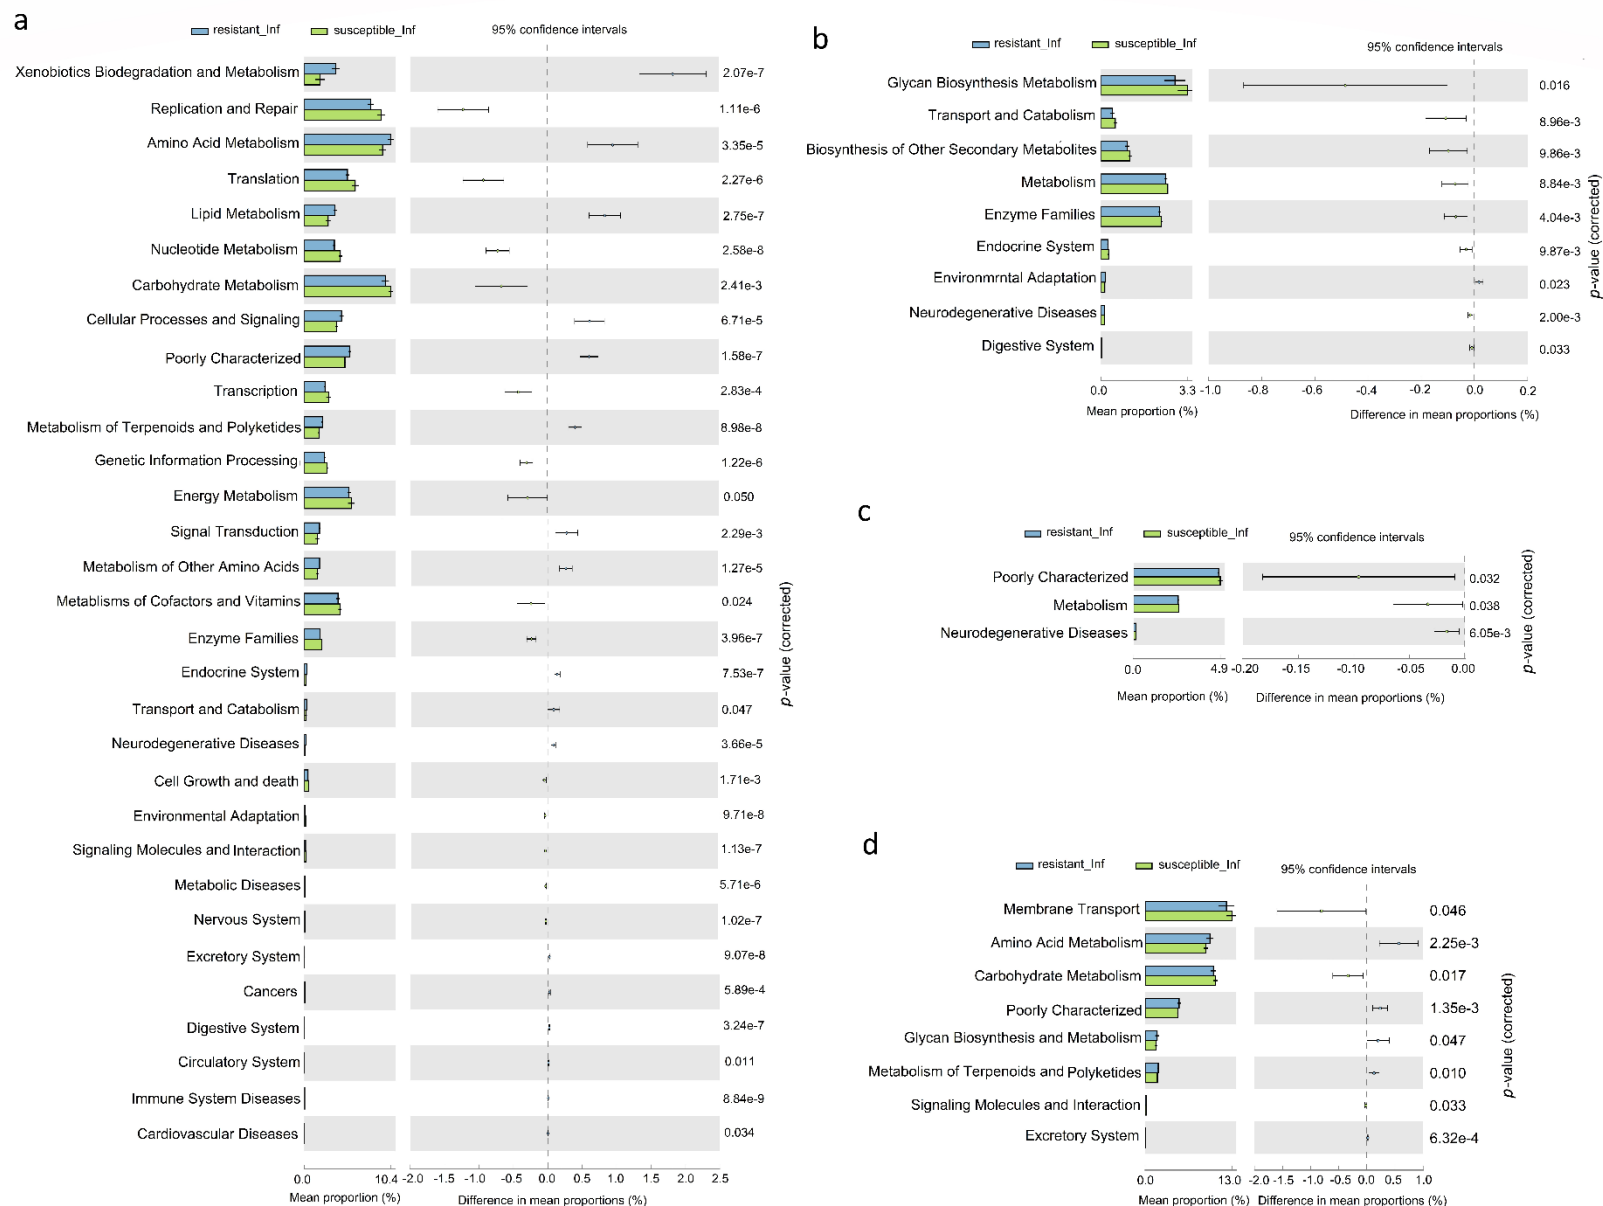 a
resistant_Inf susceptible_Inf 95% confidence intervals
Xenobiotics Biodegradation and Metabolism 2.07e-7
Replication and Repair 1.11e-6
Amino Acid Metabolism 3.35e-5
Translation 2.27e-6
Lipid Metabolism 2.75e-7
Nucleotide Metabolism 2.58e-8
Carbohydrate Metabolism 2.41e-3
Cellular Processes and Signaling 6.71e-5
Poorly Characterized 1.58e-7
Transcription 2.83e-4
Metabolism of Terpenoids and Polyketides 8.98e-8
Genetic Information Processing 1.22e-6
Energy Metabolism 0.050
Signal Transduction 2.29e-3
Metabolism of Other Amino Acids 1.27e-5
Metablisms of Cofactors and Vitamins 0.024
Enzyme Families 3.96e-7
Endocrine System 7.53e-7
Transport and Catabolism 0.047
Neurodegenerative Diseases 3.66e-5
Cell Growth and death 1.71e-3
Environmental Adaptation 9.71e-8
Signaling Molecules and Interaction 1.13e-7
Metabolic Diseases 5.71e-6
Nervous System 1.02e-7
Excretory System 9.07e-8
Cancers 5.89e-4
Digestive System 3.24e-7
Circulatory System 0.011
Immune System Diseases 8.84e-9
Cardiovascular Diseases 0.034
p-value (corrected)
0.0 10.4 -2.0 -1.5 -1.0 -0.5 0.0 0.5 1.0 1.5 2.0 2.5
Mean proportion (%) Difference in mean proportions (%)
b
resistant_Inf susceptible_Inf 95% confidence intervals
Glycan Biosynthesis Metabolism 0.016
Transport and Catabolism 8.96e-3
Biosynthesis of Other Secondary Metabolites 9.86e-3
Metabolism 8.84e-3
Enzyme Families 4.04e-3
Endocrine System 9.87e-3
Environmrntal Adaptation 0.023
Neurodegenerative Diseases 2.00e-3
Digestive System 0.033
p-value (corrected)
0.0 3.3 -1.0 -0.8 -0.6 -0.4 -0.2 0.0 0.2
Mean proportion (%) Difference in mean proportions (%)
c
resistant_Inf susceptible_Inf 95% confidence intervals
Poorly Characterized 0.032
Metabolism 0.038
Neurodegenerative Diseases 6.05e-3
p-value (corrected)
0.0 4.9 -0.20 -0.15 -0.10 -0.05 0.00
Mean proportion (%) Difference in mean proportions (%)
d
resistant_Inf susceptible_Inf 95% confidence intervals
Membrane Transport 0.046
Amino Acid Metabolism 2.25e-3
Carbohydrate Metabolism 0.017
Poorly Characterized 1.35e-3
Glycan Biosynthesis and Metabolism 0.047
Metabolism of Terpenoids and Polyketides 0.010
Signaling Molecules and Interaction 0.033
Excretory System 6.32e-4
p-value (corrected)
0.0 13.0 -2.0 -1.5 -1.0 -0.5 0.0 0.5 1.0
Mean proportion (%) Difference in mean proportions (%)